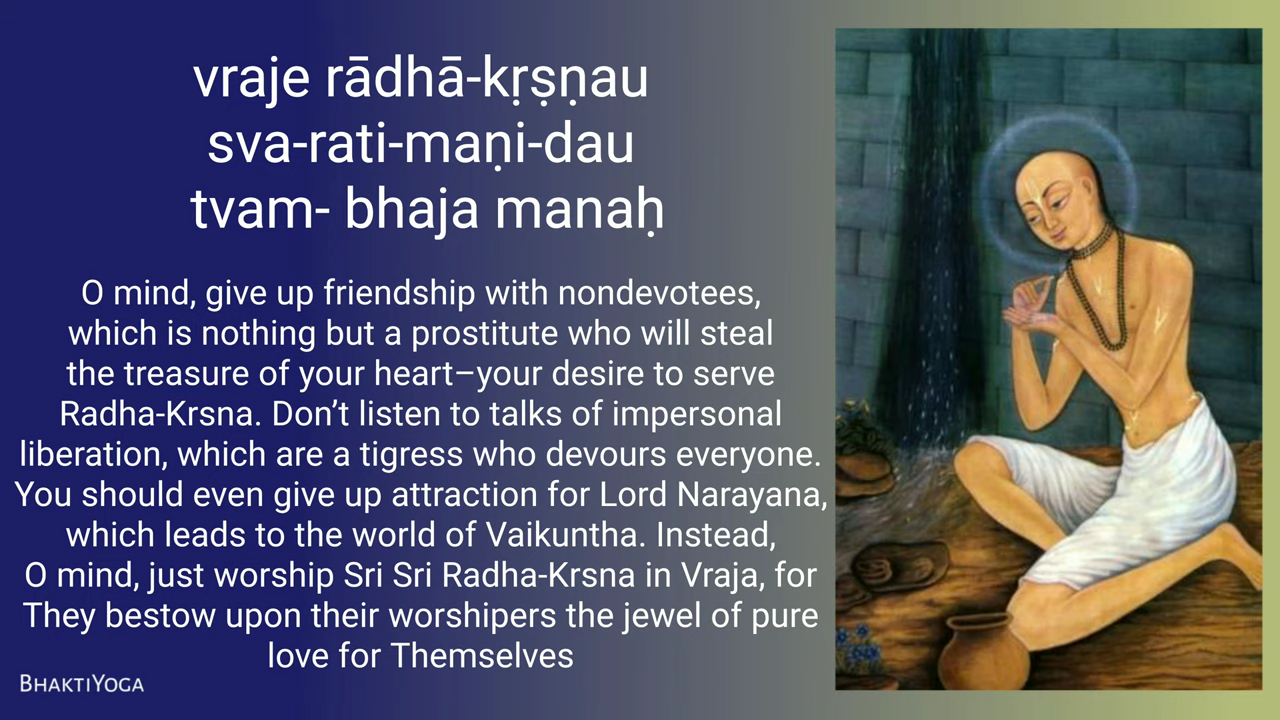 vraje rādhā-kṛṣṇau
sva-rati-maṇi-dau
tvam- bhaja manaḥ
O mind, give up friendship with nondevotees,
which is nothing but a prostitute who will steal
the treasure of your heart–your desire to serve
Radha-Krsna. Don’t listen to talks of impersonal
liberation, which are a tigress who devours everyone.
You should even give up attraction for Lord Narayana,
which leads to the world of Vaikuntha. Instead,
O mind, just worship Sri Sri Radha-Krsna in Vraja, for
They bestow upon their worshipers the jewel of pure
love for Themselves
BHAKTIYOGA